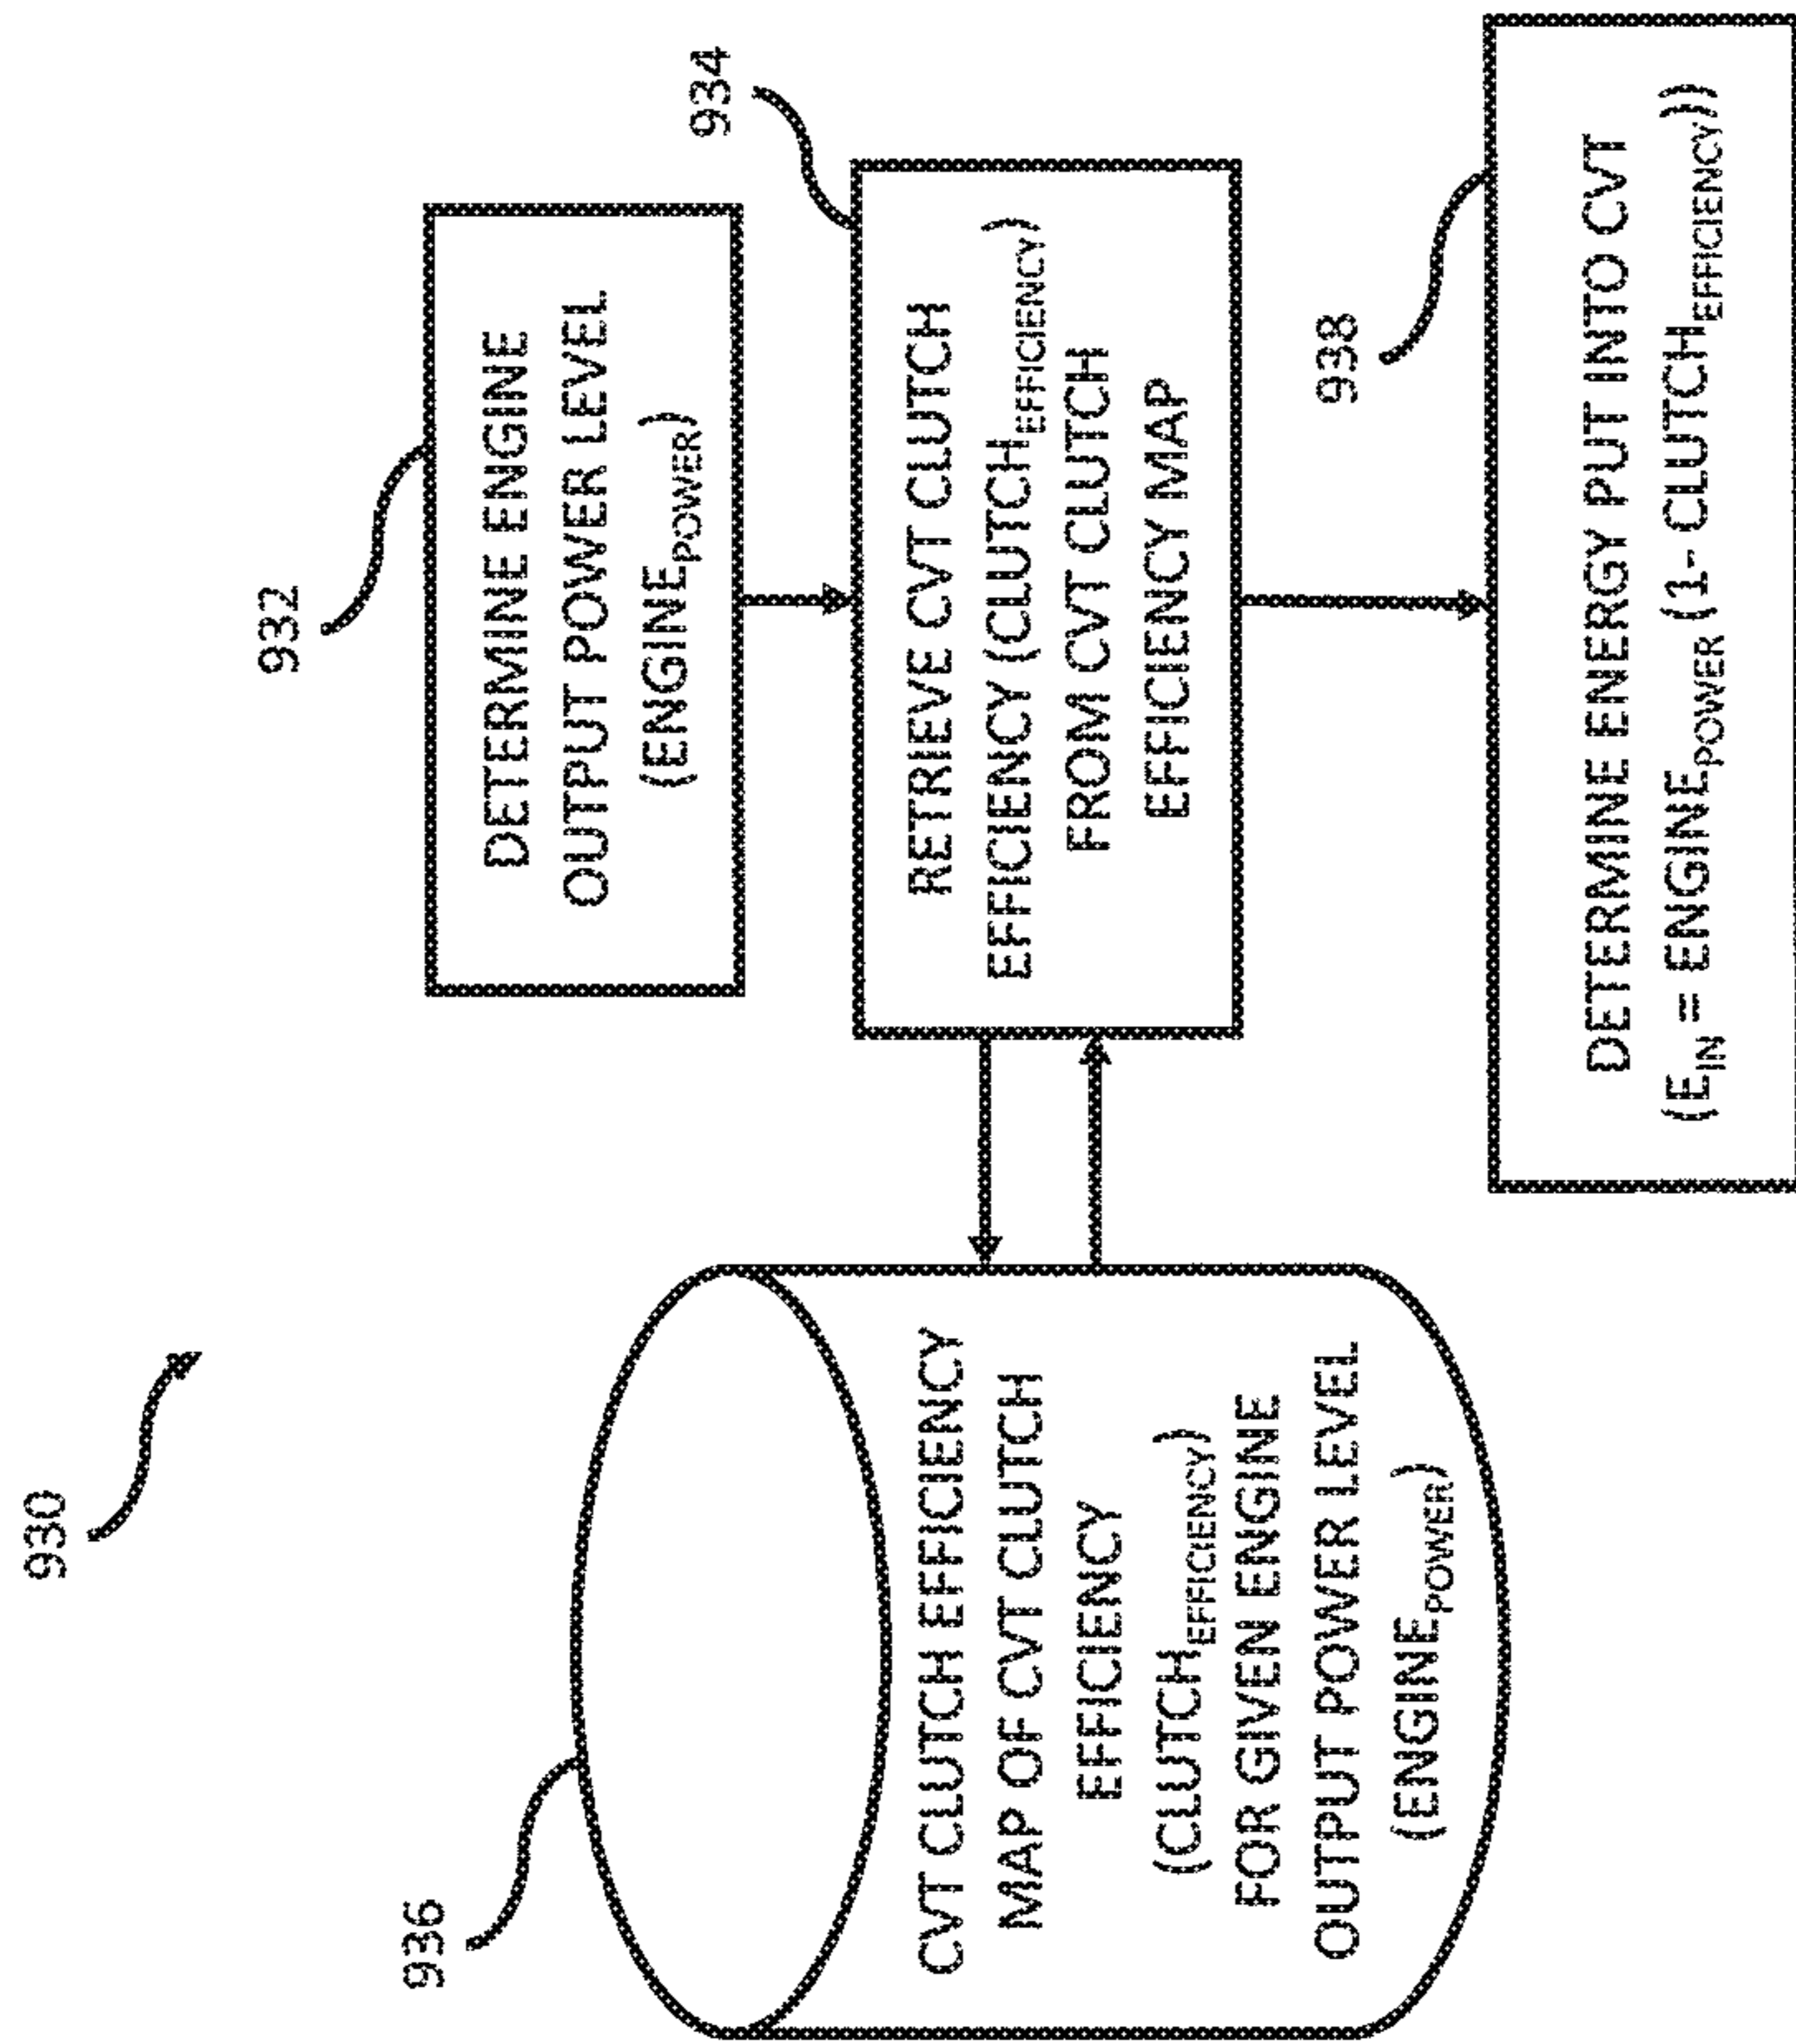 930
932
DETERMINE ENGINE
OUTPUT POWER LEVEL
(ENGINEPOWER)
934
RETRIEVE CVT CLUTCH
EFFICIENCY (CLUTCHEFFICIENCY)
FROM CVT CLUTCH
EFFICIENCY MAP
936
CVT CLUTCH EFFICIENCY
MAP OF CVT CLUTCH
EFFICIENCY
(CLUTCHEFFICIENCY)
FOR GIVEN ENGINE
OUTPUT POWER LEVEL
(ENGINEPOWER)
938
DETERMINE ENERGY PUT INTO CVT
(EIN = ENGINEPOWER (1- CLUTCHEFFICIENCY))